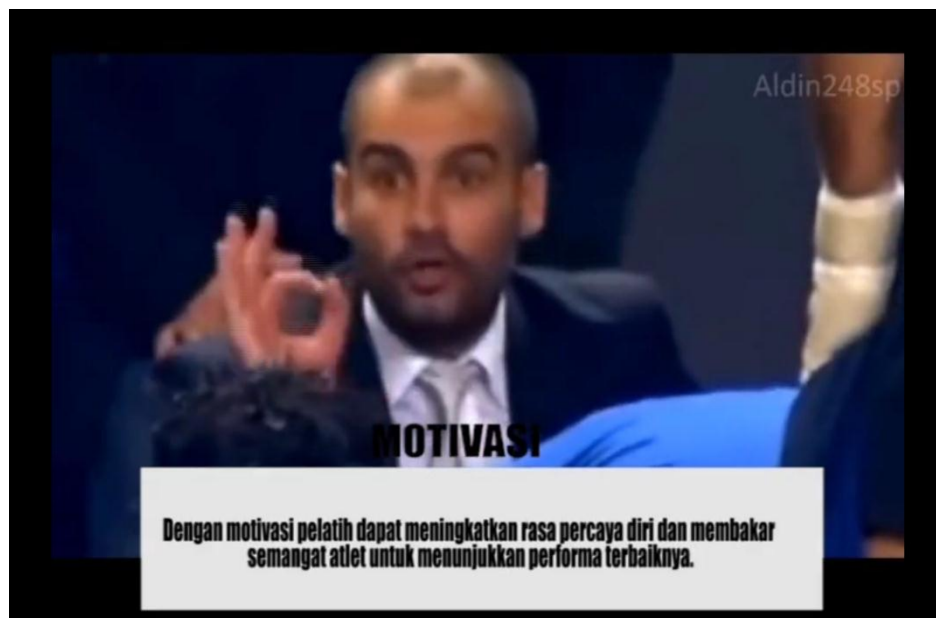 Aldin248sp
MOTIVASI
Dengan motivasi pelatih dapat meningkatkan rasa percaya diri dan membakar
semangat atlet untuk menunjukkan performa terbaiknya.